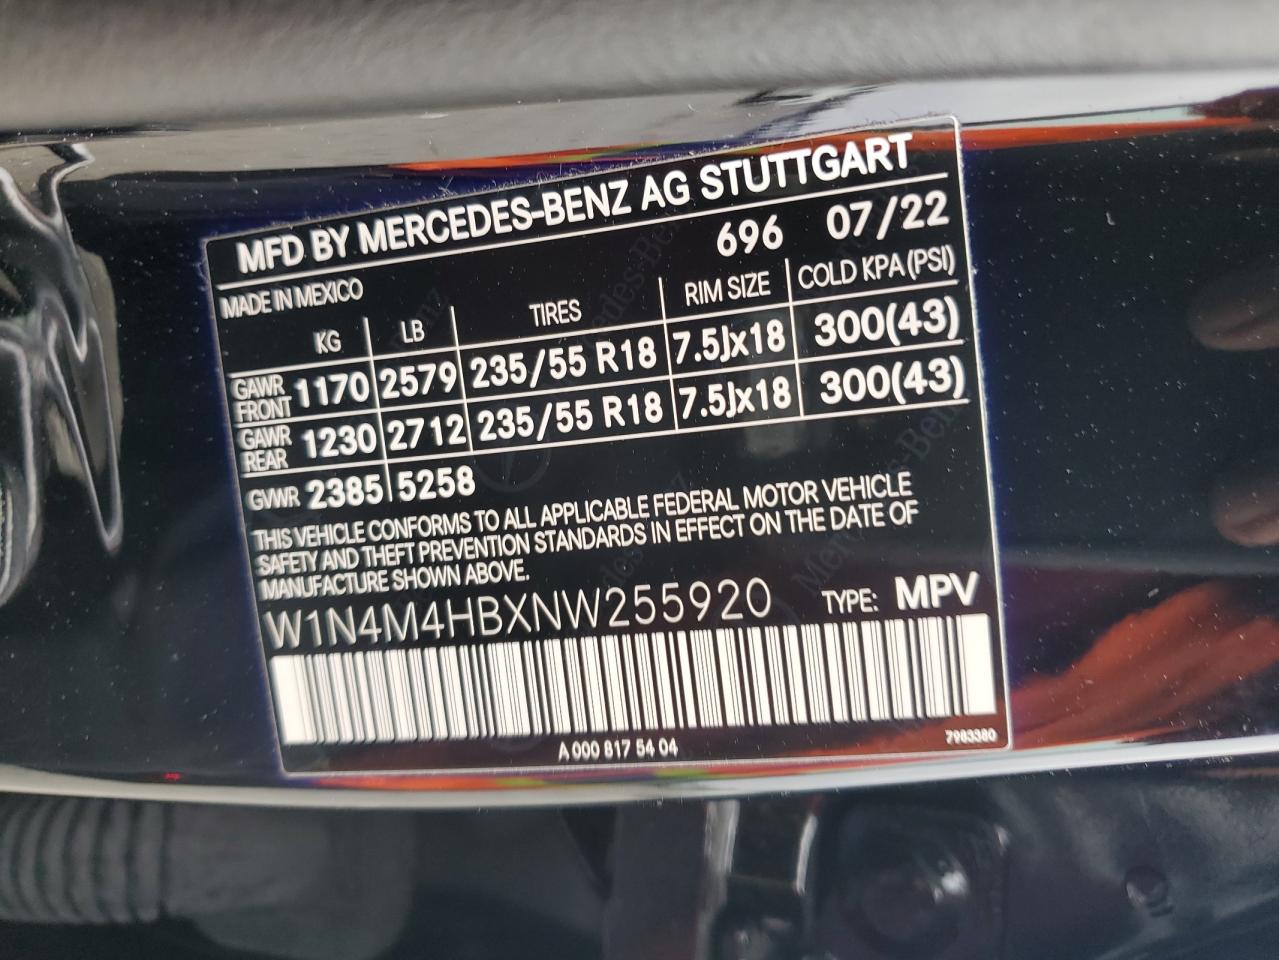 MFD BY MERCEDES-BENZ AG STUTTGART
MADE IN MEXICO 696 07/22
KG LB TIRES RIM SIZE COLD KPA (PSI)
GAWR FRONT 1170 2579 235/55 R18 7.5Jx18 300(43)
GAWR REAR 1230 2712 235/55 R18 7.5Jx18 300(43)
GVWR 2385 5258
THIS VEHICLE CONFORMS TO ALL APPLICABLE FEDERAL MOTOR VEHICLE
SAFETY AND THEFT PREVENTION STANDARDS IN EFFECT ON THE DATE OF
MANUFACTURE SHOWN ABOVE.
W1N4M4HBXNW255920 TYPE: MPV
A 000 817 54 04 7983380